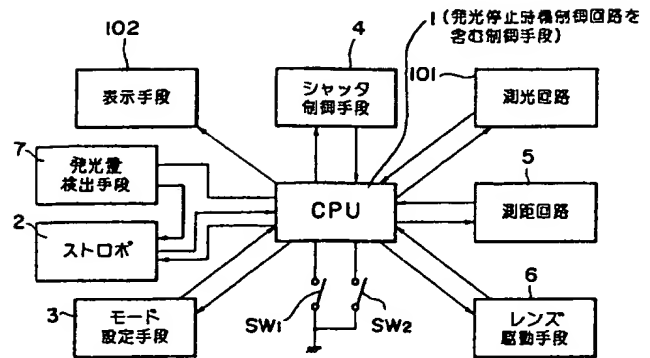 102
4
1 (発光停止時機制御回路を
含む制御手段)
表示手段
シャッタ
制御手段
101
測光回路
7
発光量
検出手段
CPU
5
測距回路
2
ストロボ
6
3
モード
設定手段
SW1
SW2
レンズ
駆動手段